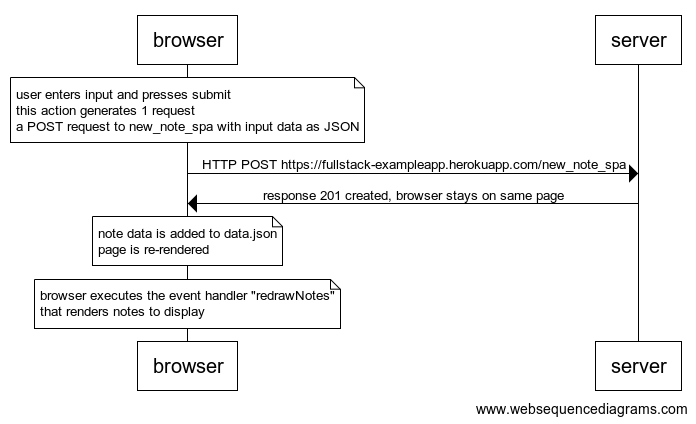 browser
server
user enters input and presses submit
this action generates 1 request
a POST request to new_note_spa with input data as JSON
HTTP POST https://fullstack-exampleapp.herokuapp.com/new_note_spa
response 201 created, browser stays on same page
note data is added to data.json
page is re-rendered
browser executes the event handler "redrawNotes"
that renders notes to display
browser
server
www.websequencediagrams.com